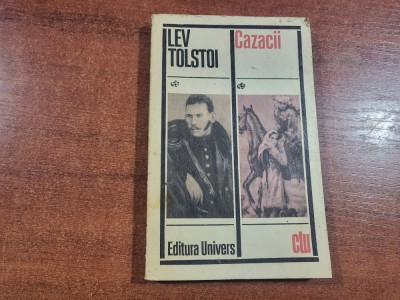 LEV
TOLSTOI
Cazacii
Editura Univers
clu